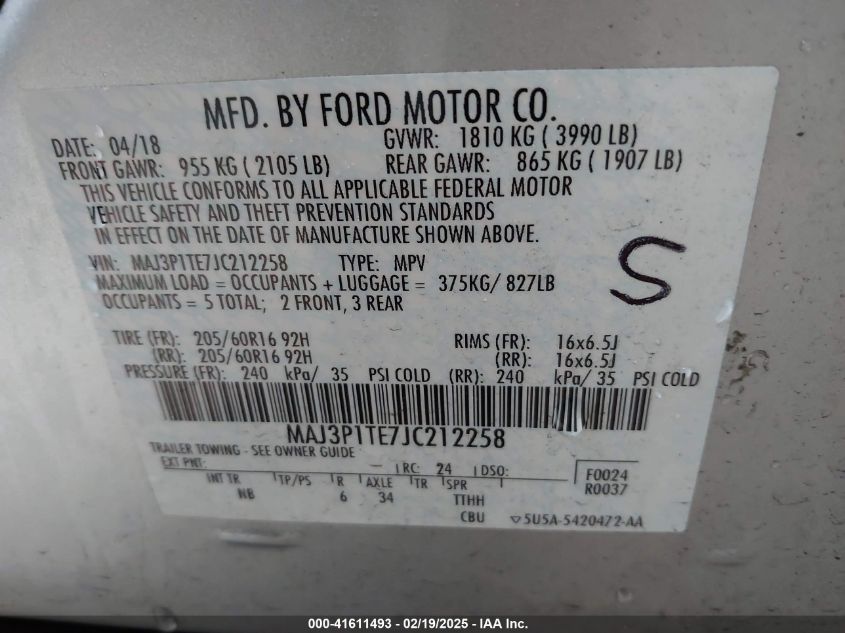 MFD. BY FORD MOTOR CO.
DATE: 04/18 GVWR: 1810 KG ( 3990 LB)
FRONT GAWR: 955 KG ( 2105 LB) REAR GAWR: 865 KG ( 1907 LB)
THIS VEHICLE CONFORMS TO ALL APPLICABLE FEDERAL MOTOR
VEHICLE SAFETY AND THEFT PREVENTION STANDARDS
IN EFFECT ON THE DATE OF MANUFACTURE SHOWN ABOVE.
S
VIN: MAJ3P1TE7JC212258 TYPE: MPV
MAXIMUM LOAD = OCCUPANTS + LUGGAGE = 375KG/ 827LB
OCCUPANTS = 5 TOTAL; 2 FRONT, 3 REAR
TIRE (FR): 205/60R16 92H RIMS (FR): 16x6.5J
(RR): 205/60R16 92H (RR): 16x6.5J
PRESSURE (FR): 240 kPa/ 35 PSI COLD (RR): 240 kPa/ 35 PSI COLD
MAJ3P1TE7JC212258
TRAILER TOWING - SEE OWNER GUIDE
EXT PNT: — RC: 24 DSO: F0024
INT TR TP/PS R AXLE TR SPR R0037
NB 6 34 TTHH
CBU ▽5U5A-5420472-AA
000-41611493 - 02/19/2025 - IAA Inc.